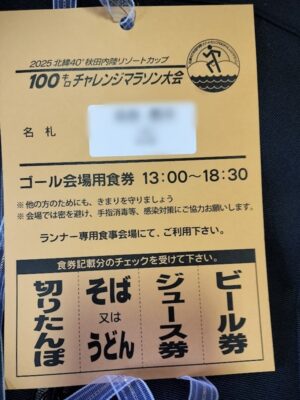 2025 北緯40°秋田内陸リゾートカップ
100キロチャレンジマラソン大会
名 札
ゴール会場用食券 13:00～18:30
※ 他の方のためにも、きまりを守りましょう
※ 会場では密を避け、手指消毒等、感染対策にご協力お願いします。
ランナー専用食事会場にて、ご利用下さい。
食券記載分のチェックを受けて下さい。
切りたんぽ
そば
又は
うどん
ジュース券
ビール券